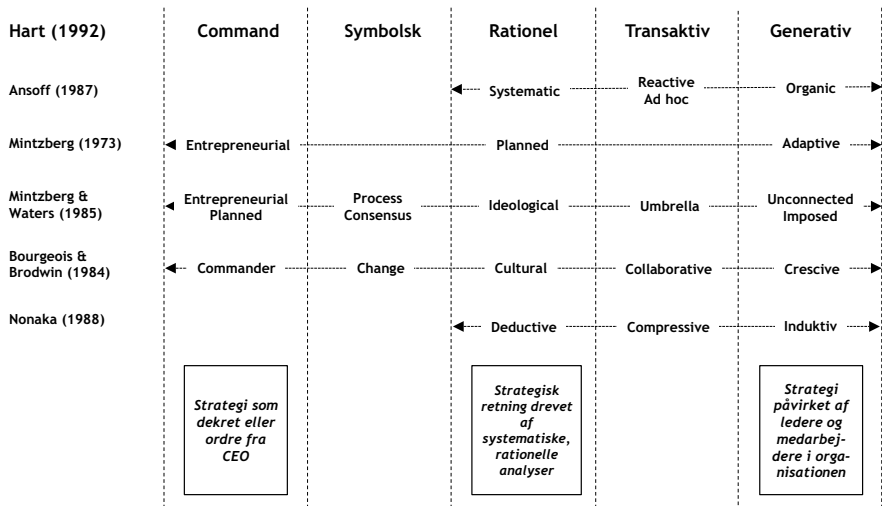 Hart (1992) Command Symbolsk Rationel Transaktiv Generativ
Ansoff (1987) Systematic Reactive Ad hoc Organic
Mintzberg (1973) Entrepreneurial Planned Adaptive
Mintzberg &
Waters (1985)
Entrepreneurial
Planned
Process
Consensus
Ideological
Umbrella
Unconnected
Imposed
Bourgeois &
Brodwin (1984)
Commander Change Cultural Collaborative Crescive
Nonaka (1988)
Deductive Compressive Induktiv
Strategi som
dekret eller
ordre fra
CEO
Strategisk
retning drevet
af
systematiske,
rationelle
analyser
Strategi
påvirket af
ledere og
medarbej-
dere i orga-
nisationen